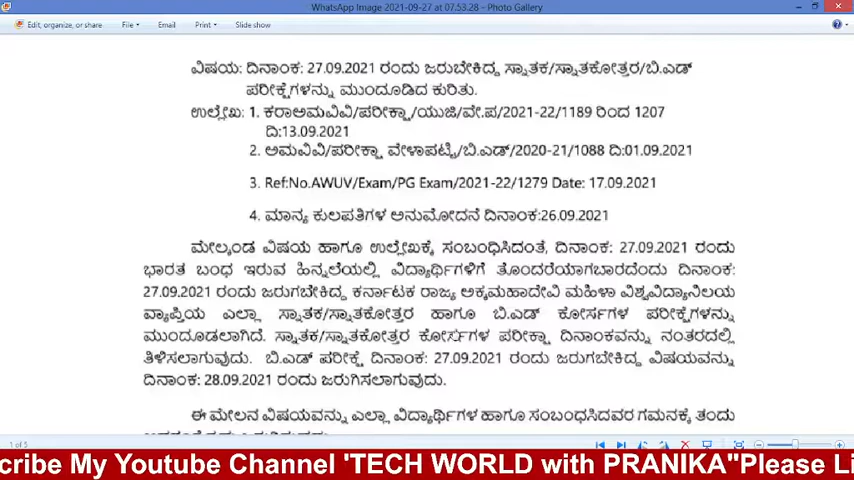 WhatsApp Image 2021-09-27 at 07.53.28 - Photo Gallery
Edit, organize, or share File Email Print Slide show
ವಿಷಯ: ದಿನಾಂಕ: 27.09.2021 ರಂದು ಜರುಬೇಕಿದ್ದ ಸ್ನಾತಕ/ಸ್ನಾತಕೋತ್ತರ/ಬಿ.ಎಡ್
ಪರೀಕ್ಷೆಗಳನ್ನು ಮುಂದೂಡಿದ ಕುರಿತು.
ಉಲ್ಲೇಖ: 1. ಕರಾಅಮವಿವಿ/ಪರೀಕ್ಷಾ/ಯುಜಿ/ವೇ.ಪ/2021-22/1189 ರಿಂದ 1207
ದಿ:13.09.2021
2. ಅಮವಿವಿ/ಪರೀಕ್ಷಾ ವೇಳಾಪಟ್ಟಿ/ಬಿ.ಎಡ್/2020-21/1088 ದಿ:01.09.2021
3. Ref:No.AWUV/Exam/PG Exam/2021-22/1279 Date: 17.09.2021
4. ಮಾನ್ಯ ಕುಲಪತಿಗಳ ಅನುಮೋದನೆ ದಿನಾಂಕ:26.09.2021
ಮೇಲ್ಕಂಡ ವಿಷಯ ಹಾಗೂ ಉಲ್ಲೇಖಕ್ಕೆ ಸಂಬಂಧಿಸಿದಂತೆ, ದಿನಾಂಕ: 27.09.2021 ರಂದು
ಭಾರತ ಬಂಧ ಇರುವ ಹಿನ್ನಲೆಯಲ್ಲಿ ವಿದ್ಯಾರ್ಥಿಗಳಿಗೆ ತೊಂದರೆಯಾಗಬಾರದೆಂದು ದಿನಾಂಕ:
27.09.2021 ರಂದು ಜರುಗಬೇಕಿದ್ದ ಕರ್ನಾಟಕ ರಾಜ್ಯ ಅಕ್ಕಮಹಾದೇವಿ ಮಹಿಳಾ ವಿಶ್ವವಿದ್ಯಾನಿಲಯ
ವ್ಯಾಪ್ತಿಯ ಎಲ್ಲಾ ಸ್ನಾತಕ/ಸ್ನಾತಕೋತ್ತರ ಹಾಗೂ ಬಿ.ಎಡ್ ಕೋರ್ಸಗಳ ಪರೀಕ್ಷೆಗಳನ್ನು
ಮುಂದೂಡಲಾಗಿದೆ. ಸ್ನಾತಕ/ಸ್ನಾತಕೋತ್ತರ ಕೋರ್ಸಗಳ ಪರೀಕ್ಷಾ ದಿನಾಂಕವನ್ನು ನಂತರದಲ್ಲಿ
ತಿಳಿಸಲಾಗುವುದು. ಬಿ.ಎಡ್ ಪರೀಕ್ಷೆ ದಿನಾಂಕ: 27.09.2021 ರಂದು ಜರುಗಬೇಕಿದ್ದ ವಿಷಯವನ್ನು
ದಿನಾಂಕ: 28.09.2021 ರಂದು ಜರುಗಿಸಲಾಗುವುದು.
ಈ ಮೇಲಿನ ವಿಷಯವನ್ನು ಎಲ್ಲಾ ವಿದ್ಯಾರ್ಥಿಗಳ ಹಾಗೂ ಸಂಬಂಧಸಿದವರ ಗಮನಕ್ಕೆ ತಂದು
1 of 5
cribe My Youtube Channel 'TECH WORLD with PRANIKA"Please Li